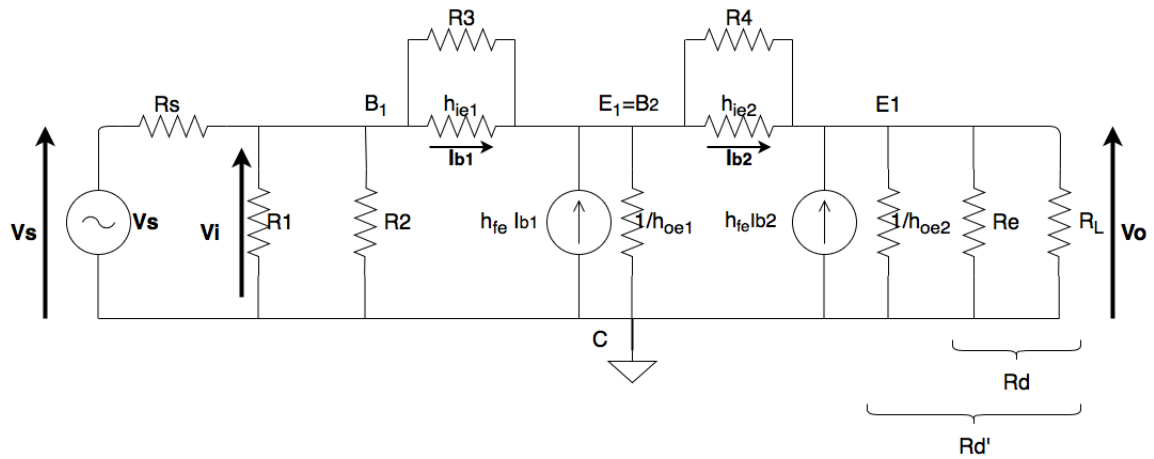 R3
R4
Rs
B1
hie1
E1=B2
hie2
E1
Ib1
Ib2
Vs
Vs
Vi
R1
R2
hfe Ib1
1/hoe1
hfeIb2
1/hoe2
Re
RL
Vo
C
Rd
Rd'